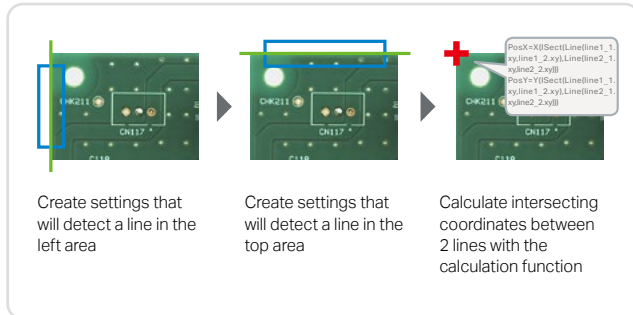 PosX=X(ISect(Line(line1_1.
xy,line1_2.xy),Line(line2_1.
xy,line2_2.xy)))
PosY=Y(ISect(Line(line1_1.
xy,line1_2.xy),Line(line2_1.
xy,line2_2.xy)))
CHK211
CN117
CHK211
CN117
CHK211
CN117
Create settings that
will detect a line in the
left area
Create settings that
will detect a line in the
top area
Calculate intersecting
coordinates between
2 lines with the
calculation function